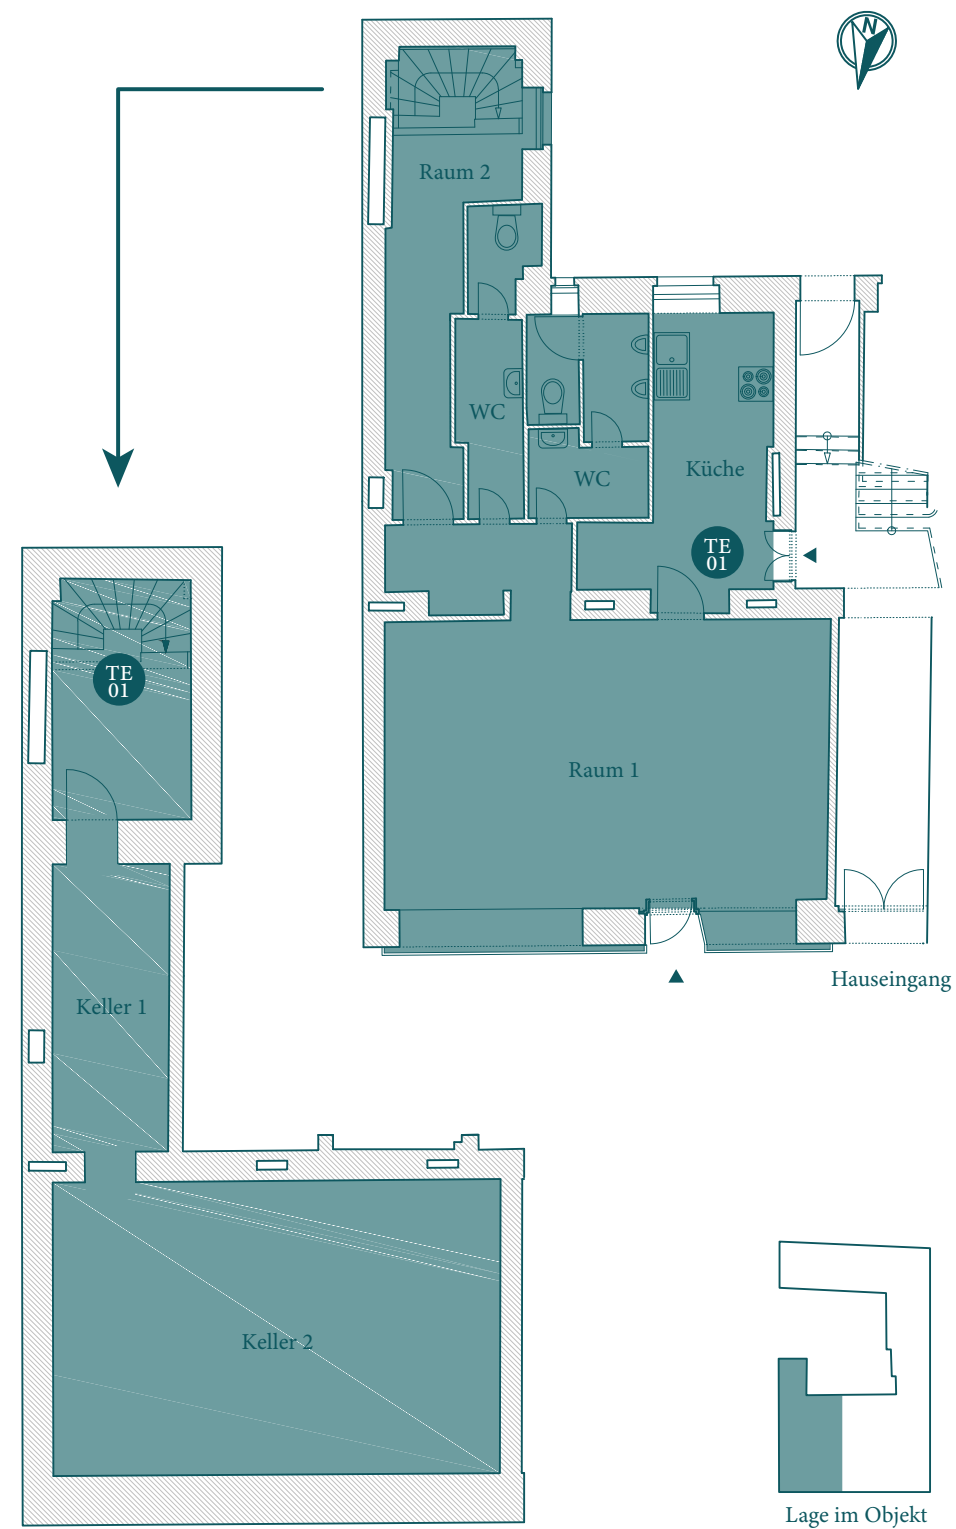 N
Raum 2
WC
WC
Küche
TE
01
TE
01
Raum 1
Hauseingang
Keller 1
Keller 2
Lage im Objekt